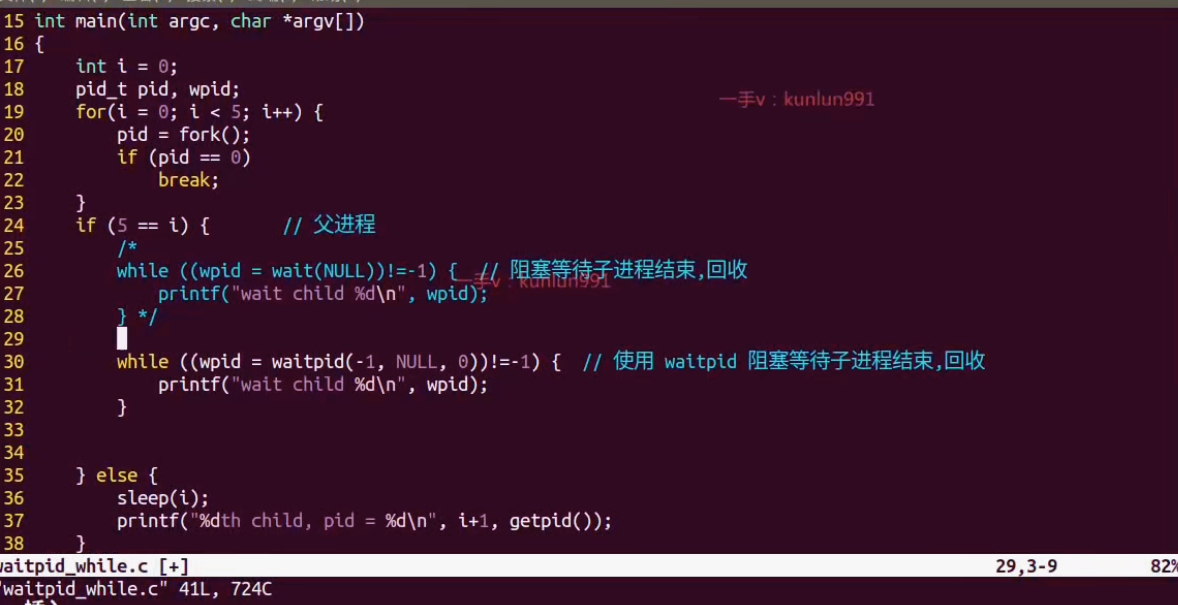 15 int main(int argc, char *argv[])
16 {
17     int i = 0;
18     pid_t pid, wpid;
一手v：kunlun991
19     for(i = 0; i < 5; i++) {
20         pid = fork();
21         if (pid == 0)
22             break;
23     }
24     if (5 == i) {       // 父进程
25         /*
26         while ((wpid = wait(NULL))!=-1) {  // 阻塞等待子进程结束,回收
一手v：kunlun991
27             printf("wait child %d\n", wpid);
28         } */
29
30         while ((wpid = waitpid(-1, NULL, 0))!=-1) {  // 使用 waitpid 阻塞等待子进程结束,回收
31             printf("wait child %d\n", wpid);
32         }
33
34
35     } else {
36         sleep(i);
37         printf("%dth child, pid = %d\n", i+1, getpid());
38     }
waitpid_while.c [+] 29,3-9 82%
"waitpid_while.c" 41L, 724C